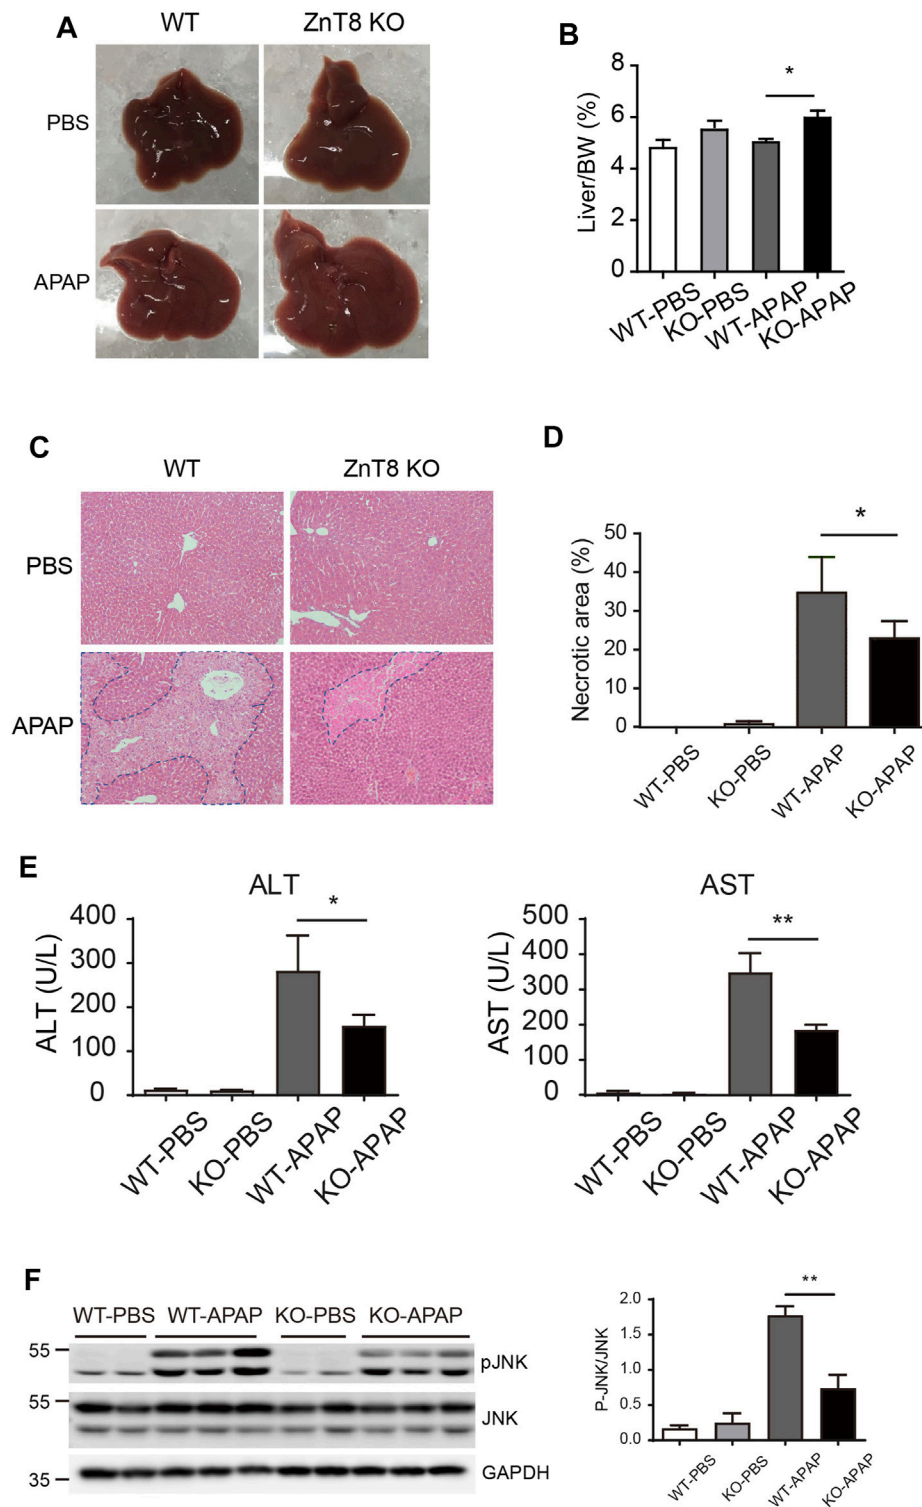 A
WT
ZnT8 KO
PBS
APAP
B
Liver/BW (%)
8
6
4
2
0
*
WT-PBS
KO-PBS
WT-APAP
KO-APAP
C
WT
ZnT8 KO
PBS
APAP
D
Necrotic area (%)
50
40
30
20
10
0
*
WT-PBS
KO-PBS
WT-APAP
KO-APAP
E
ALT
ALT (U/L)
400
300
200
100
0
*
WT-PBS
KO-PBS
WT-APAP
KO-APAP
AST
AST (U/L)
500
400
300
200
100
0
**
WT-PBS
KO-PBS
WT-APAP
KO-APAP
F
WT-PBS WT-APAP KO-PBS KO-APAP
55
pJNK
55
JNK
35
GAPDH
P-JNK/JNK
2.0
1.5
1.0
0.5
0.0
**
WT-PBS
KO-PBS
WT-APAP
KO-APAP